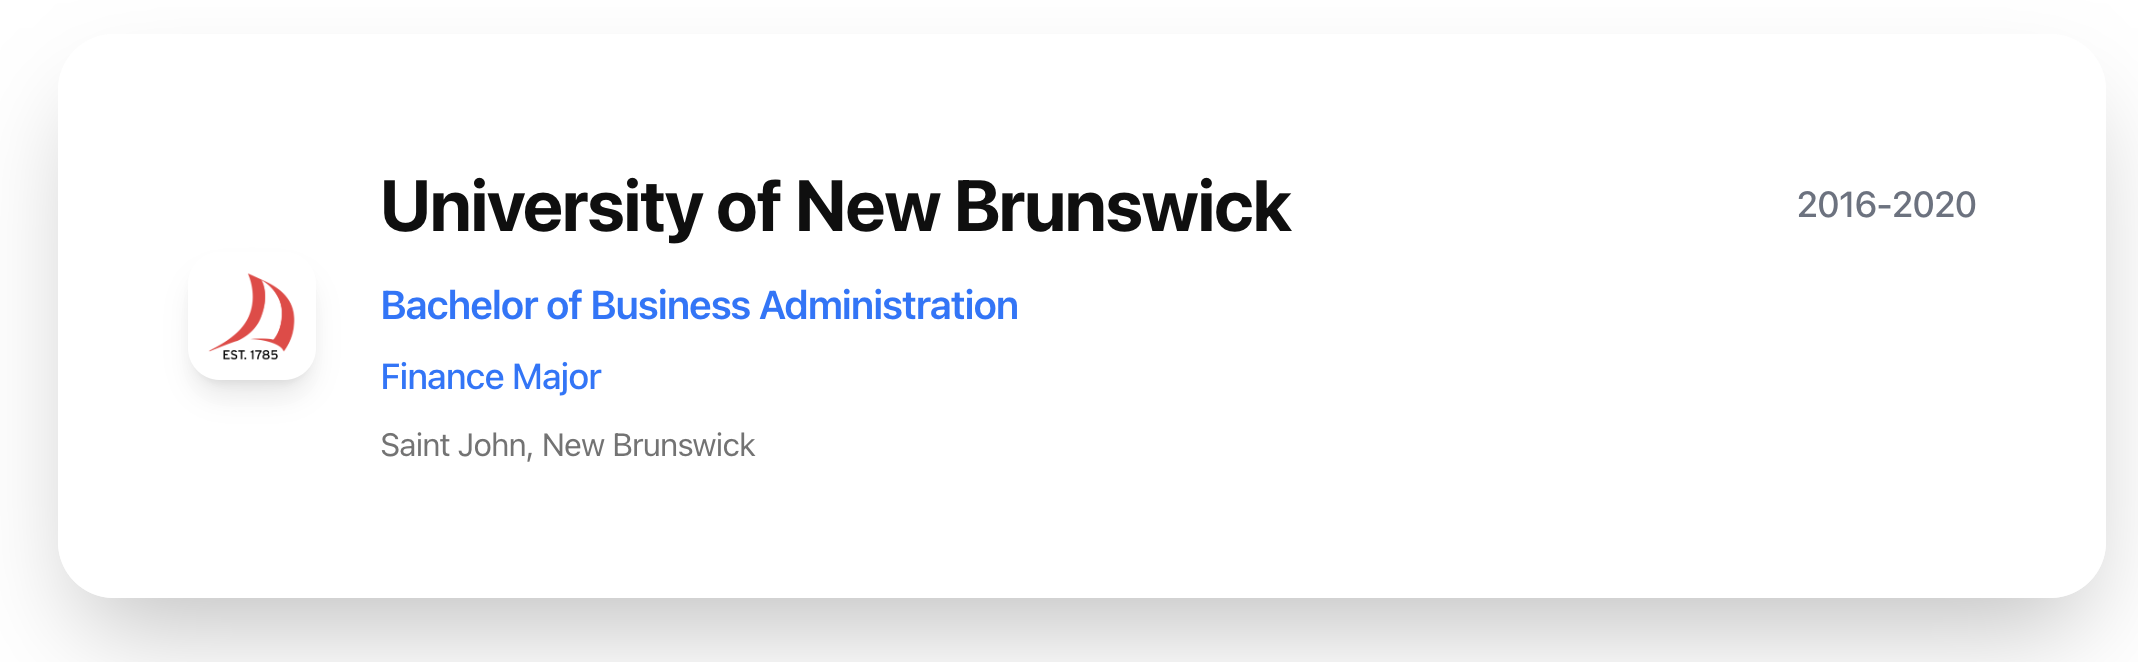 University of New Brunswick
2016-2020
Bachelor of Business Administration
Finance Major
Saint John, New Brunswick
EST. 1785